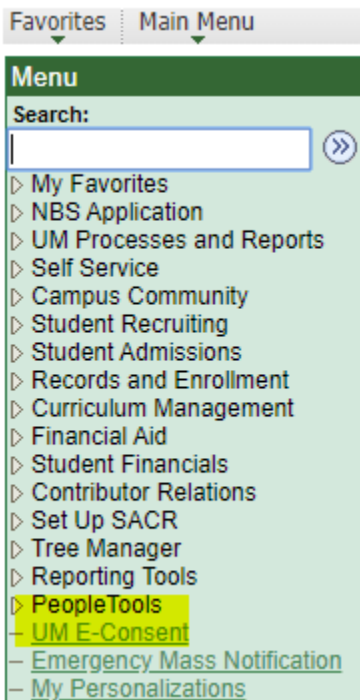 Favorites Main Menu
Menu
Search:
My Favorites
NBS Application
UM Processes and Reports
Self Service
Campus Community
Student Recruiting
Student Admissions
Records and Enrollment
Curriculum Management
Financial Aid
Student Financials
Contributor Relations
Set Up SACR
Tree Manager
Reporting Tools
PeopleTools
– UM E-Consent
– Emergency Mass Notification
– My Personalizations